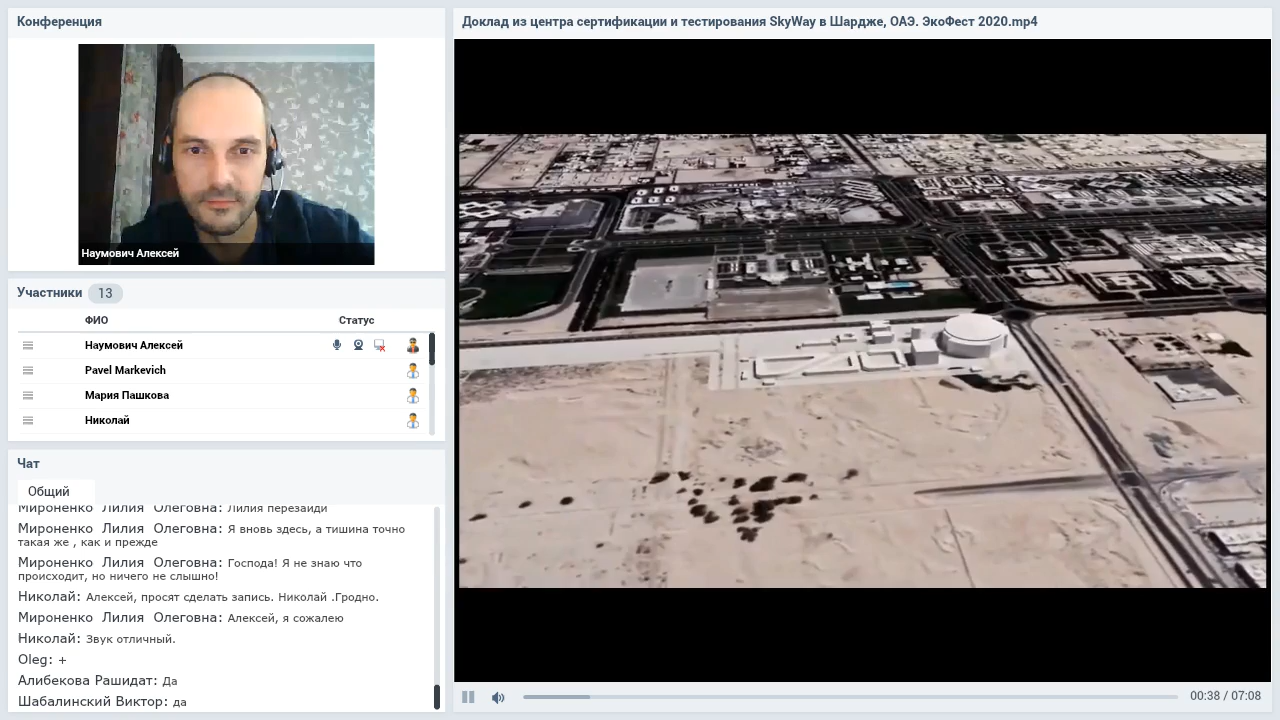 Конференция
Доклад из центра сертификации и тестирования SkyWay в Шардже, ОАЭ. ЭкоФест 2020.mp4
Наумович Алексей
Участники 13
ФИО Статус
Наумович Алексей
Pavel Markevich
Мария Пашкова
Николай
Чат
Общий
Мироненко Лилия Олеговна: Лилия перезайди
Мироненко Лилия Олеговна: Я вновь здесь, а тишина точно
такая же , как и прежде
Мироненко Лилия Олеговна: Господа! Я не знаю что
происходит, но ничего не слышно!
Николай: Алексей, просят сделать запись. Николай .Гродно.
Мироненко Лилия Олеговна: Алексей, я сожалею
Николай: Звук отличный.
Oleg: +
Алибекова Рашидат: Да
Шабалинский Виктор: да
00:38 / 07:08